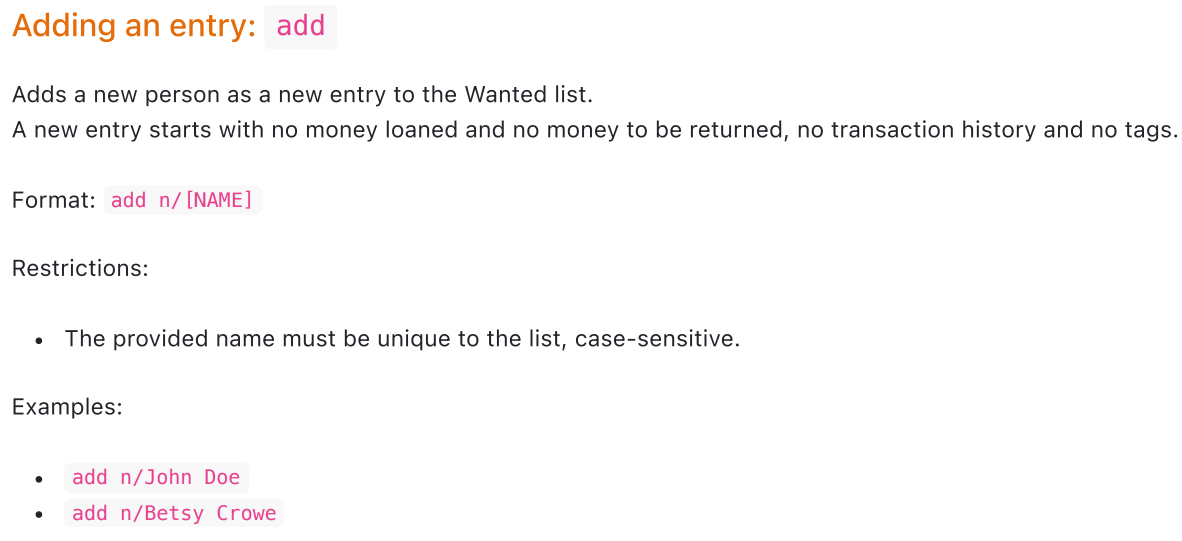 Adding an entry: add
Adds a new person as a new entry to the Wanted list.
A new entry starts with no money loaned and no money to be returned, no transaction history and no tags.
Format: add n/[NAME]
Restrictions:
• The provided name must be unique to the list, case-sensitive.
Examples:
• add n/John Doe
• add n/Betsy Crowe